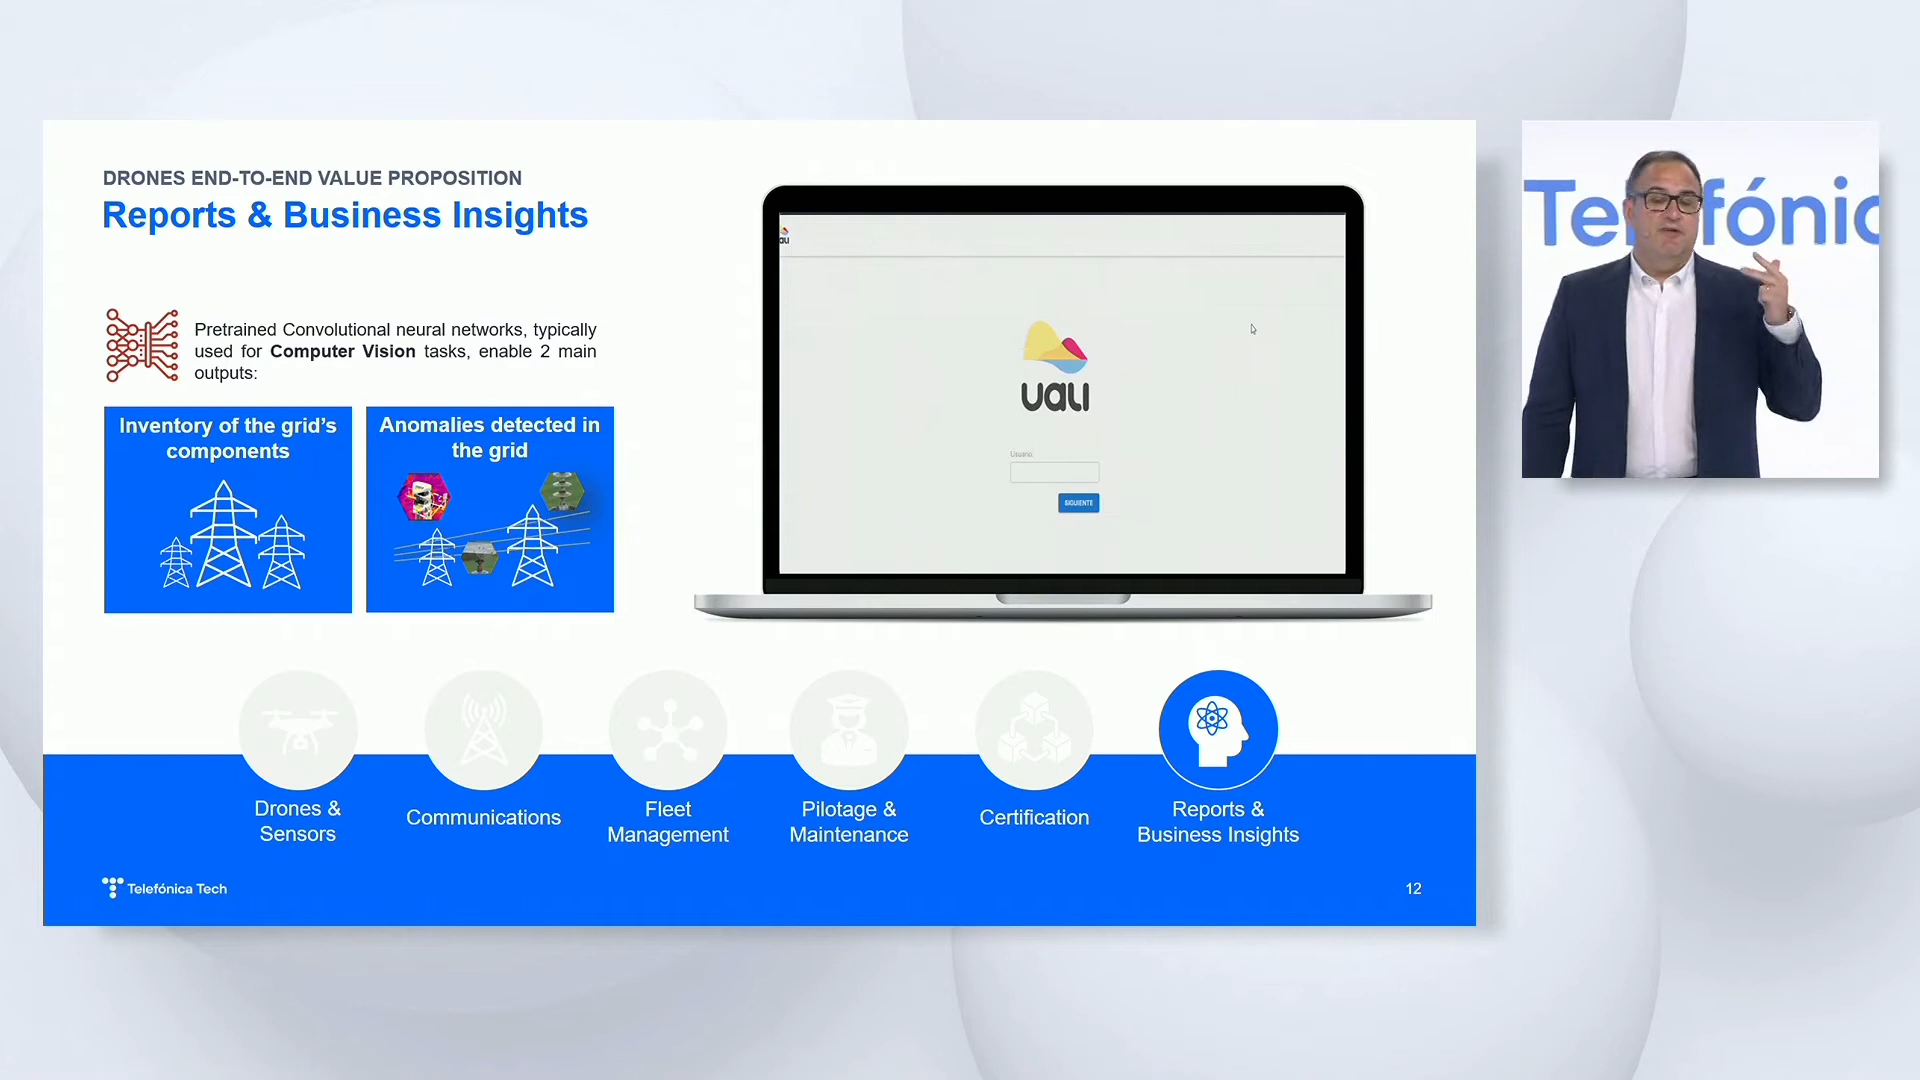 DRONES END-TO-END VALUE PROPOSITION
Reports & Business Insights
Pretrained Convolutional neural networks, typically
used for Computer Vision tasks, enable 2 main
outputs:
Inventory of the grid's
components
Anomalies detected in
the grid
uali
uali
Usuario:
SIGUIENTE
Drones &
Sensors
Communications
Fleet
Management
Pilotage &
Maintenance
Certification
Reports &
Business Insights
Telefónica Tech
12
Telefónic